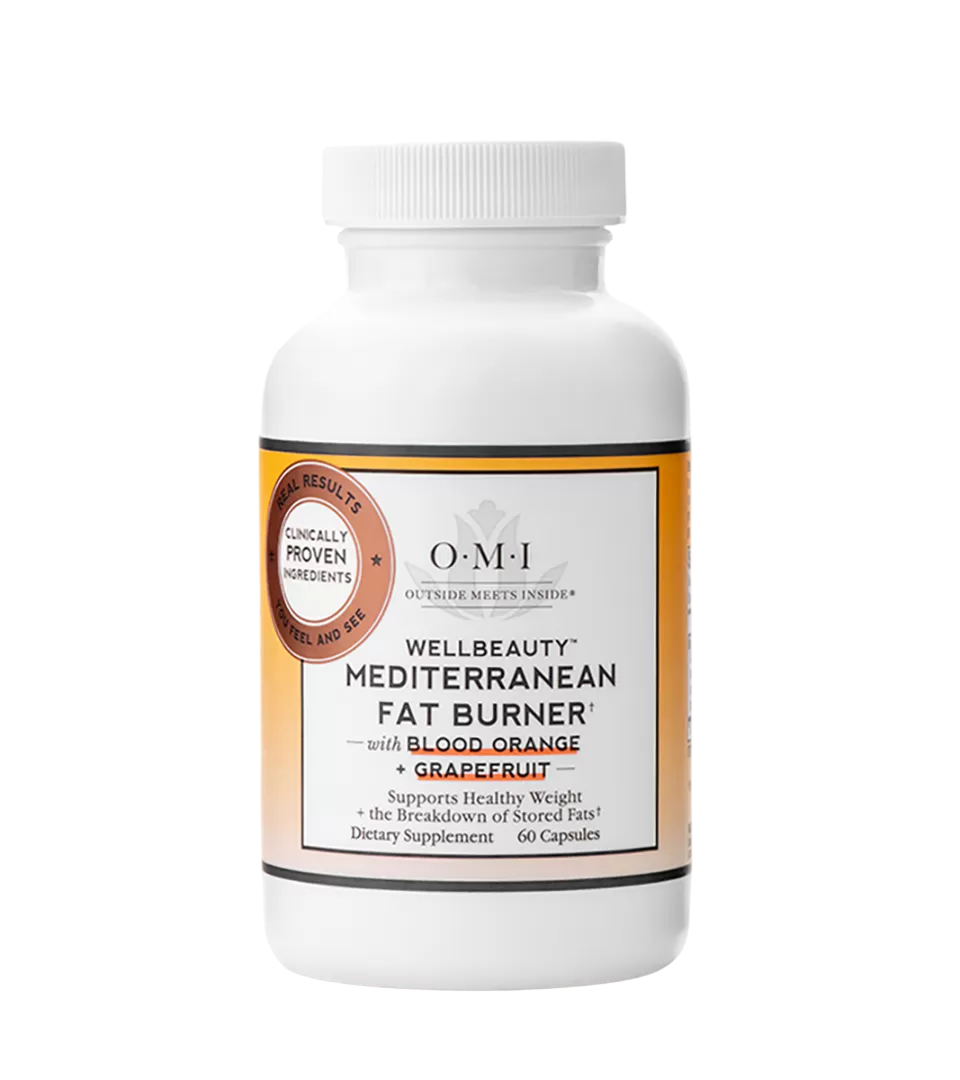 REAL RESULTS
CLINICALLY
PROVEN
INGREDIENTS
YOU FEEL AND SEE
O·M·I
OUTSIDE MEETS INSIDE®
WELLBEAUTY™
MEDITERRANEAN
FAT BURNER†
with BLOOD ORANGE
+ GRAPEFRUIT
Supports Healthy Weight
+ the Breakdown of Stored Fats†
Dietary Supplement 60 Capsules